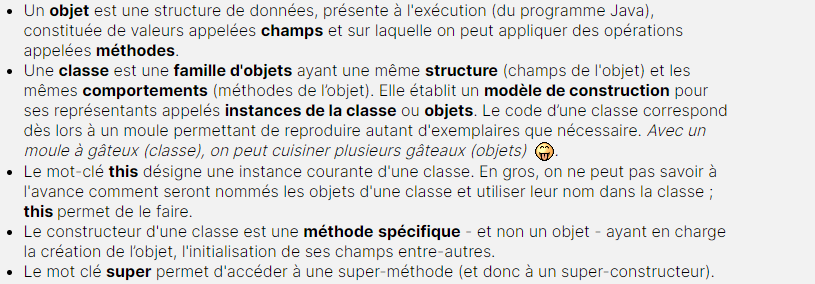 • Un objet est une structure de données, présente à l'exécution (du programme Java),
constituée de valeurs appelées champs et sur laquelle on peut appliquer des opérations
appelées méthodes.
• Une classe est une famille d'objets ayant une même structure (champs de l'objet) et les
mêmes comportements (méthodes de l’objet). Elle établit un modèle de construction pour
ses représentants appelés instances de la classe ou objets. Le code d’une classe correspond
dès lors à un moule permettant de reproduire autant d'exemplaires que nécessaire. Avec un
moule à gâteux (classe), on peut cuisiner plusieurs gâteaux (objets) .
• Le mot-clé this désigne une instance courante d'une classe. En gros, on ne peut pas savoir à
l'avance comment seront nommés les objets d'une classe et utiliser leur nom dans la classe ;
this permet de le faire.
• Le constructeur d'une classe est une méthode spécifique - et non un objet - ayant en charge
la création de l’objet, l'initialisation de ses champs entre-autres.
• Le mot clé super permet d'accéder à une super-méthode (et donc à un super-constructeur).